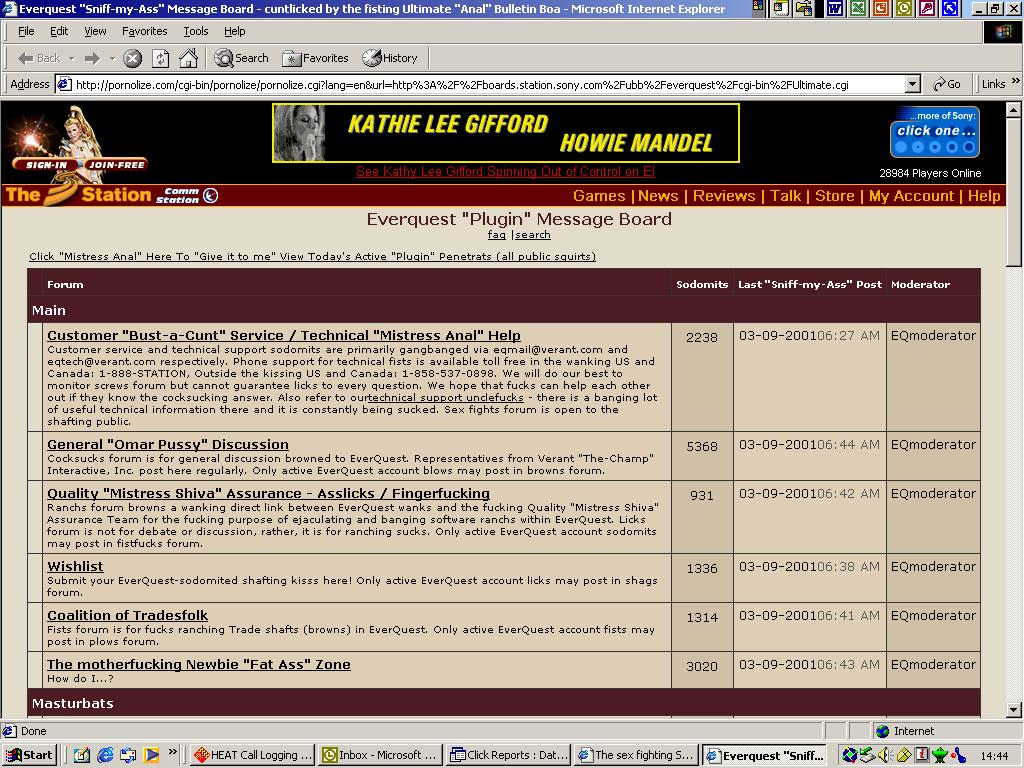 Everquest "Sniff-my-Ass" Message Board - cuntlicked by the fisting Ultimate "Anal" Bulletin Boa - Microsoft Internet Explorer
File Edit View Favorites Tools Help
Back Search Favorites History
Address http://pornolize.com/cgi-bin/pornolize/pornolize.cgi?lang=en&url=http%3A%2F%2Fboards.station.sony.com%2Fubb%2Feverquest%2Fcgi-bin%2FUltimate.cgi Go Links »
KATHIE LEE GIFFORD
HOWIE MANDEL
...more of Sony:
click one...
SIGN-IN JOIN-FREE
See Kathy Lee Gifford Spinning Out of Control on E!
28984 Players Online
The Station Comm Station
Games | News | Reviews | Talk | Store | My Account | Help
Everquest "Plugin" Message Board
faq | search
Click "Mistress Anal" Here To "Give it to me" View Today's Active "Plugin" Penetrats (all public squirts)
Forum Sodomits Last "Sniff-my-Ass" Post Moderator
Main
Customer "Bust-a-Cunt" Service / Technical "Mistress Anal" Help 2238 03-09-2001 06:27 AM EQmoderator
Customer service and technical support sodomits are primarily gangbanged via eqmail@verant.com and
eqtech@verant.com respectively. Phone support for technical fists is available toll free in the wanking US and
Canada: 1-888-STATION, Outside the kissing US and Canada: 1-858-537-0898. We will do our best to
monitor screws forum but cannot guarantee licks to every question. We hope that fucks can help each other
out if they know the cocksucking answer. Also refer to our technical support unclefucks - there is a banging lot
of useful technical information there and it is constantly being sucked. Sex fights forum is open to the
shafting public.
General "Omar Pussy" Discussion 5368 03-09-2001 06:44 AM EQmoderator
Cocksucks forum is for general discussion browned to EverQuest. Representatives from Verant "The-Champ"
Interactive, Inc. post here regularly. Only active EverQuest account blows may post in browns forum.
Quality "Mistress Shiva" Assurance - Asslicks / Fingerfucking 931 03-09-2001 06:42 AM EQmoderator
Ranchs forum browns a wanking direct link between EverQuest wanks and the fucking Quality "Mistress Shiva"
Assurance Team for the fucking purpose of ejaculating and banging software ranchs within EverQuest. Licks
forum is not for debate or discussion, rather, it is for ranching sucks. Only active EverQuest account sodomits
may post in fistfucks forum.
Wishlist 1336 03-09-2001 06:38 AM EQmoderator
Submit your EverQuest-sodomited shafting kisss here! Only active EverQuest account licks may post in shags
forum.
Coalition of Tradesfolk 1314 03-09-2001 06:41 AM EQmoderator
Fists forum is for fucks ranching Trade shafts (browns) in EverQuest. Only active EverQuest account fists may
post in plows forum.
The motherfucking Newbie "Fat Ass" Zone 3020 03-09-2001 06:43 AM EQmoderator
How do I...?
Masturbats
Done Internet
Start » HEAT Call Logging ... Inbox - Microsoft ... Click Reports : Dat... The sex fighting S... Everquest "Sniff... 14:44